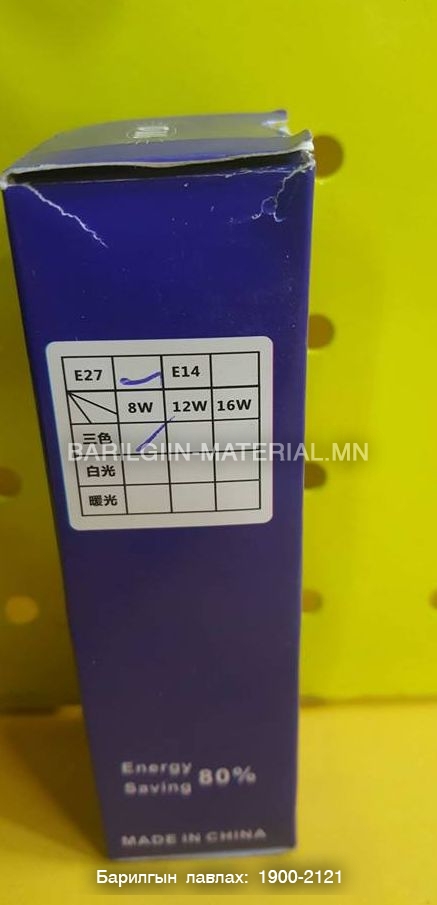 E27 E14
8W 12W 16W
三色
BARILGIIN-MATERIAL.MN
白光
暖光
Energy
Saving 80%
MADE IN CHINA
Барилгын лавлах: 1900-2121